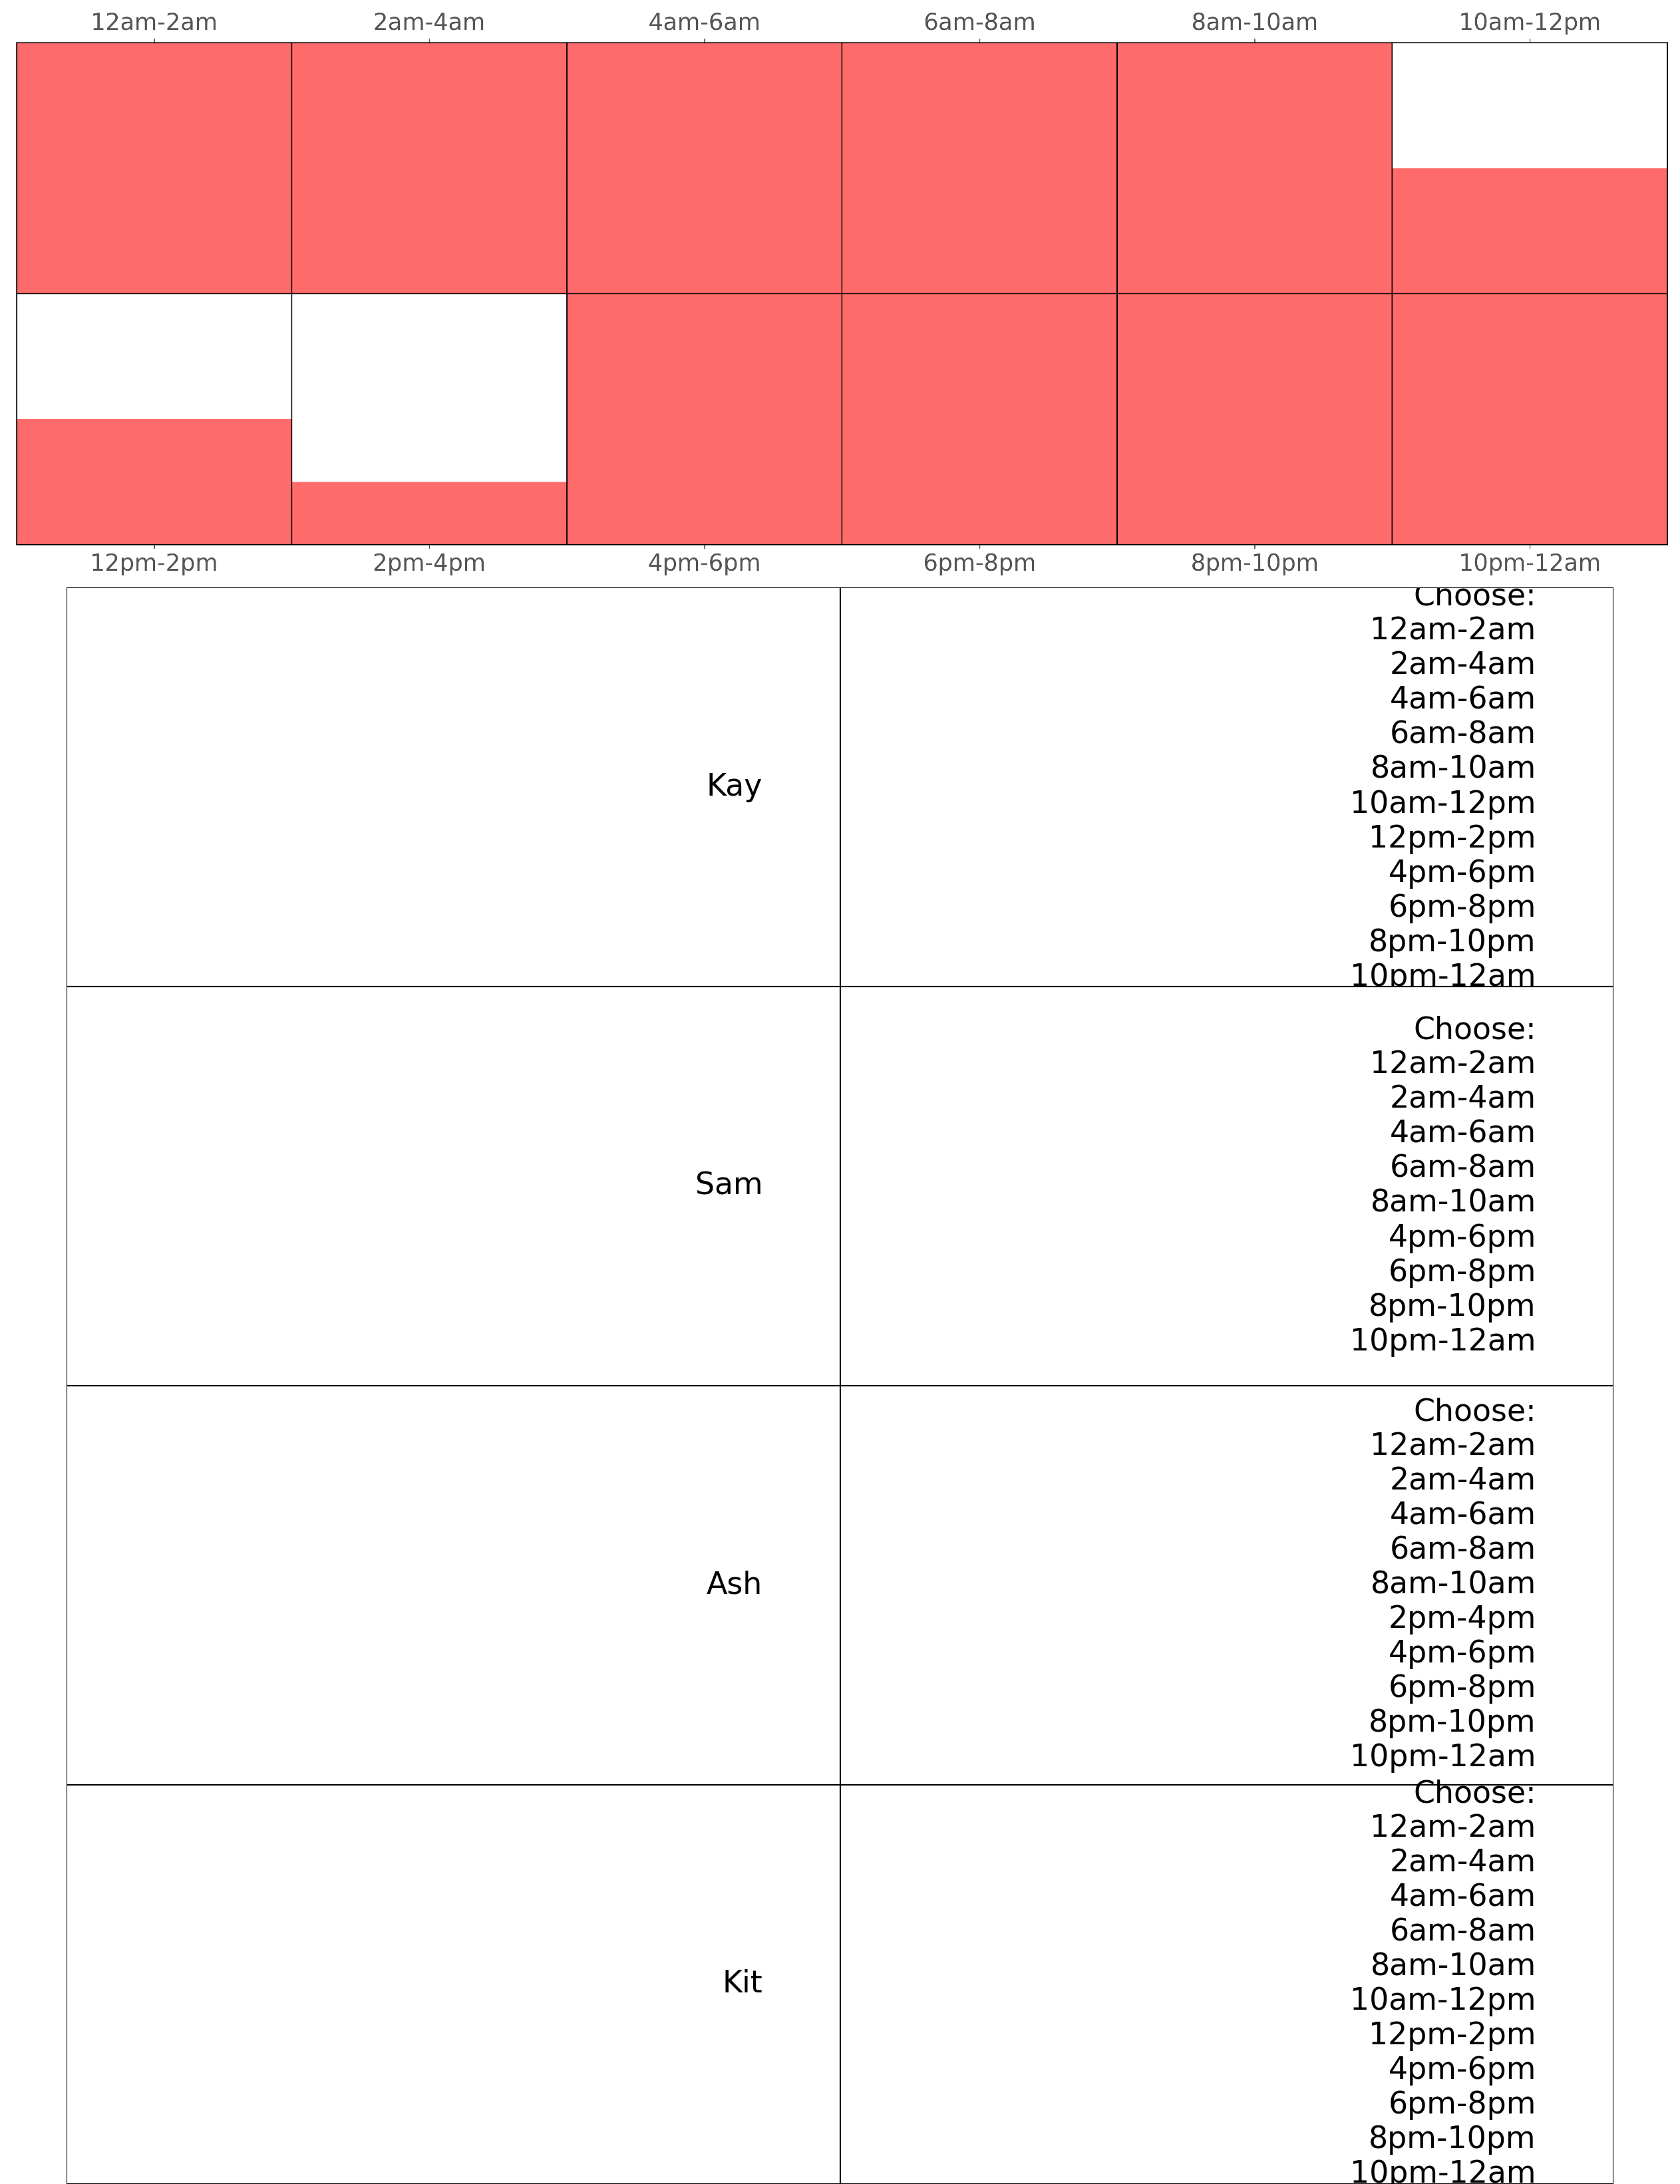 12am-2am 2am-4am 4am-6am 6am-8am 8am-10am 10am-12pm
12pm-2pm 2pm-4pm 4pm-6pm 6pm-8pm 8pm-10pm 10pm-12am
Kay
Choose:
12am-2am
2am-4am
4am-6am
6am-8am
8am-10am
10am-12pm
12pm-2pm
4pm-6pm
6pm-8pm
8pm-10pm
10pm-12am
Sam
Choose:
12am-2am
2am-4am
4am-6am
6am-8am
8am-10am
4pm-6pm
6pm-8pm
8pm-10pm
10pm-12am
Ash
Choose:
12am-2am
2am-4am
4am-6am
6am-8am
8am-10am
2pm-4pm
4pm-6pm
6pm-8pm
8pm-10pm
10pm-12am
Kit
Choose:
12am-2am
2am-4am
4am-6am
6am-8am
8am-10am
10am-12pm
12pm-2pm
4pm-6pm
6pm-8pm
8pm-10pm
10pm-12am